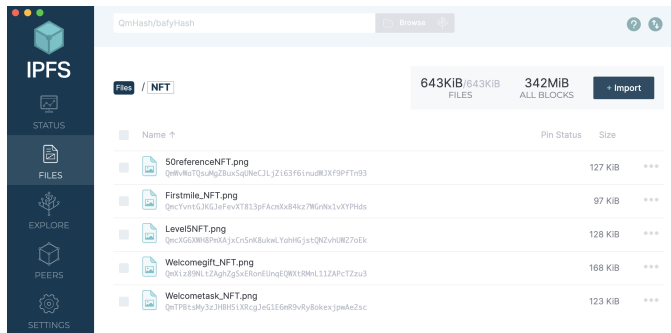 QmHash/bafyHash
Browse
IPFS
STATUS
FILES
EXPLORE
PEERS
SETTINGS
Files / NFT
643KiB/643KiB
FILES
342MiB
ALL BLOCKS
+ Import
Name ↑
Pin Status
Size
50referenceNFT.png
127 KiB
Firstmile_NFT.png
97 KiB
Level5NFT.png
128 KiB
Welcomegift_NFT.png
168 KiB
Welcometask_NFT.png
123 KiB